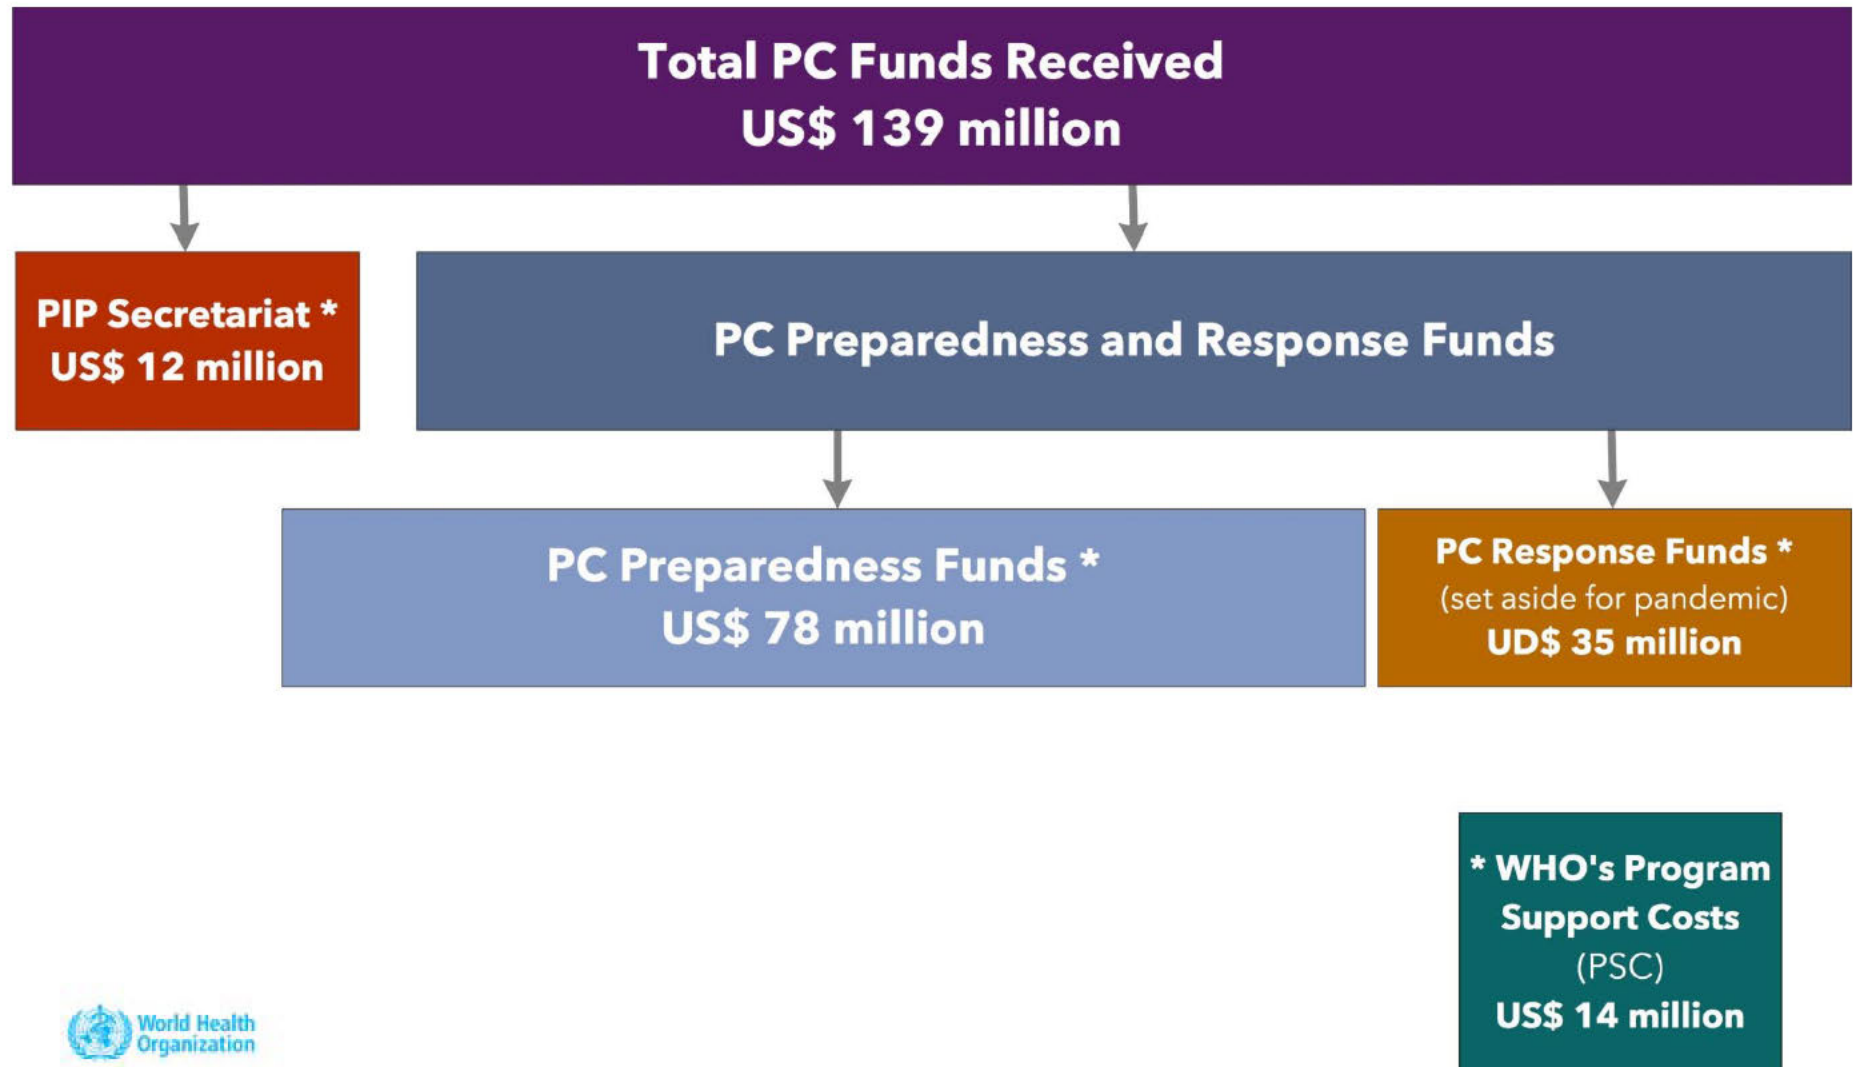 Total PC Funds Received
US$ 139 million
PIP Secretariat *
US$ 12 million
PC Preparedness and Response Funds
PC Preparedness Funds *
US$ 78 million
PC Response Funds *
(set aside for pandemic)
UD$ 35 million
* WHO's Program
Support Costs
(PSC)
US$ 14 million
World Health
Organization